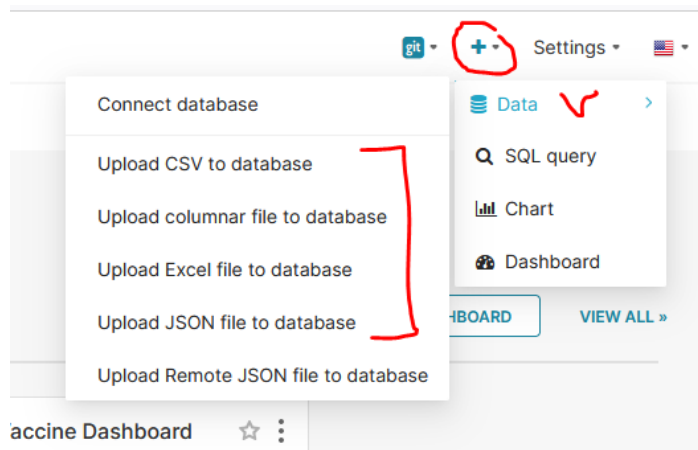 git
Settings
Connect database
Upload CSV to database
Upload columnar file to database
Upload Excel file to database
Upload JSON file to database
Upload Remote JSON file to database
Data
SQL query
Chart
Dashboard
HBOARD
VIEW ALL »
accine Dashboard